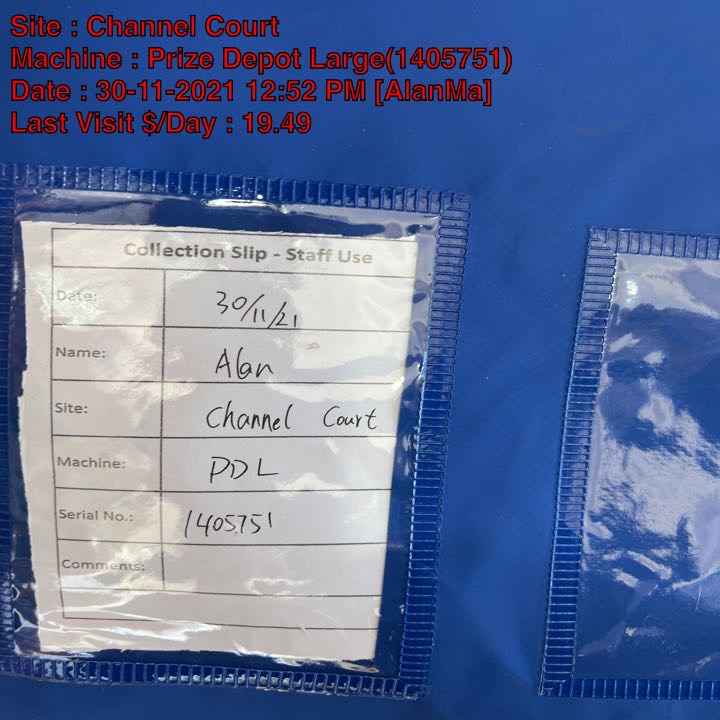 Site : Channel Court
Machine : Prize Depot Large(1405751)
Date : 30-11-2021 12:52 PM [AlanMa]
Last Visit $/Day : 19.49
Collection Slip - Staff Use
Date: 30/11/21
Name: Alan
Site: Channel Court
Machine: PDL
Serial No.: 1405751
Comments: